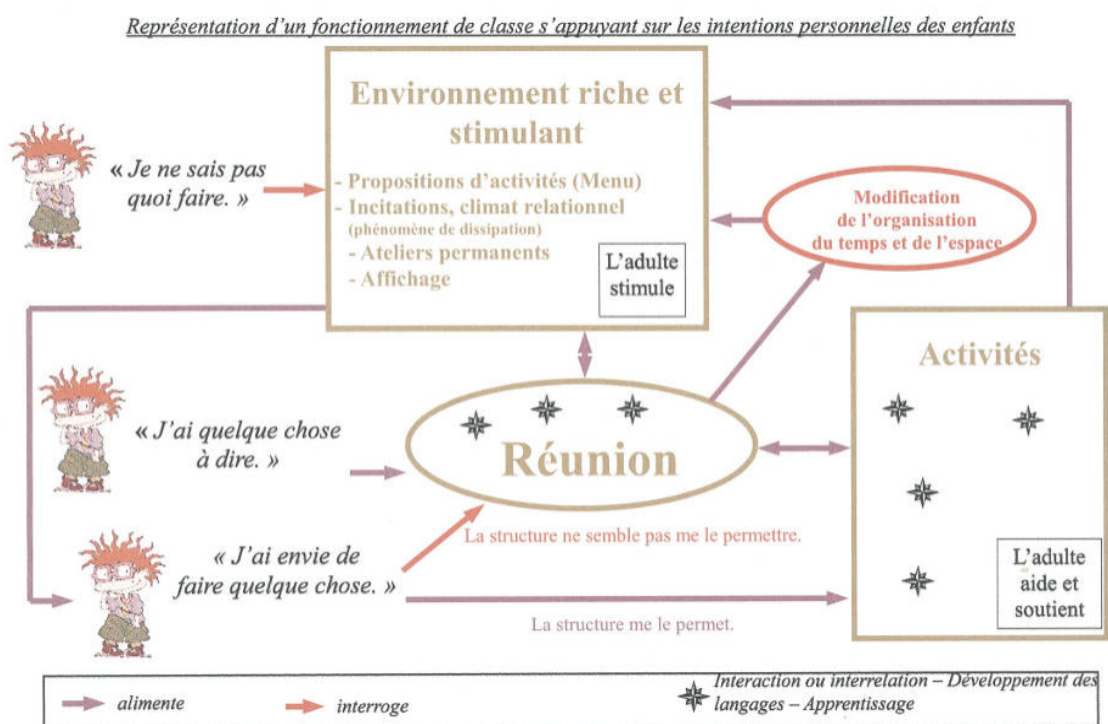 Représentation d'un fonctionnement de classe s'appuyant sur les intentions personnelles des enfants
Environnement riche et
stimulant
- Propositions d'activités (Menu)
- Incitations, climat relationnel
(phénomène de dissipation)
- Ateliers permanents
- Affichage
L'adulte
stimule
« Je ne sais pas
quoi faire. »
Modification
de l'organisation
du temps et de l'espace
Activités
« J'ai quelque chose
à dire. »
Réunion
La structure ne semble pas me le permettre.
« J'ai envie de
faire quelque chose. »
La structure me le permet.
L'adulte
aide et
soutient
alimente
interroge
Interaction ou interrelation – Développement des
langages – Apprentissage